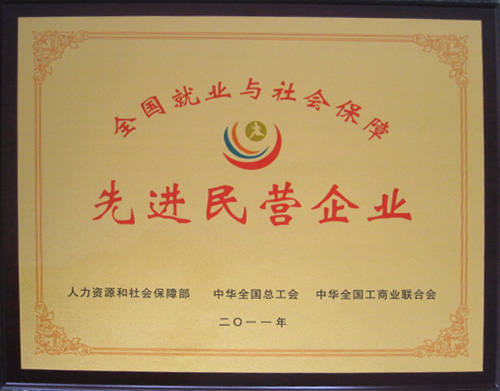 全国就业与社会保障
先进民营企业
人力资源和社会保障部 中华全国总工会 中华全国工商业联合会
二〇一一年